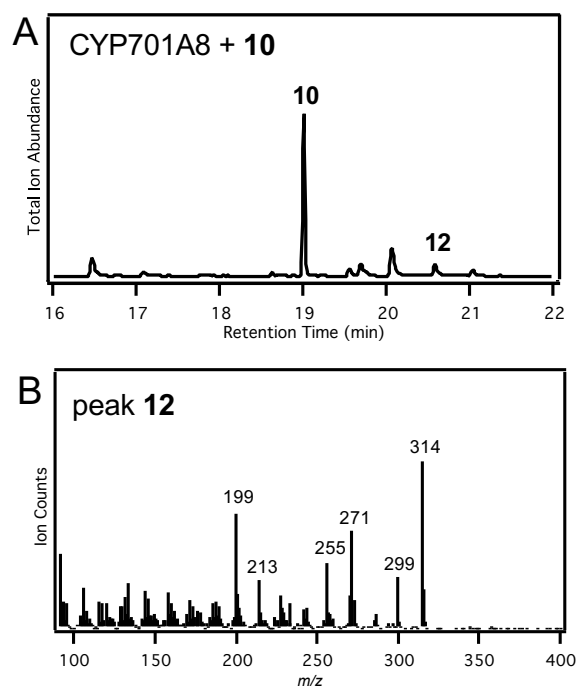 A
CYP701A8 + 10
10
12
Total Ion Abundance
16 17 18 19 20 21 22
Retention Time (min)
B
peak 12
314
199
271
255
299
213
Ion Counts
100 150 200 250 300 350 400
m/z